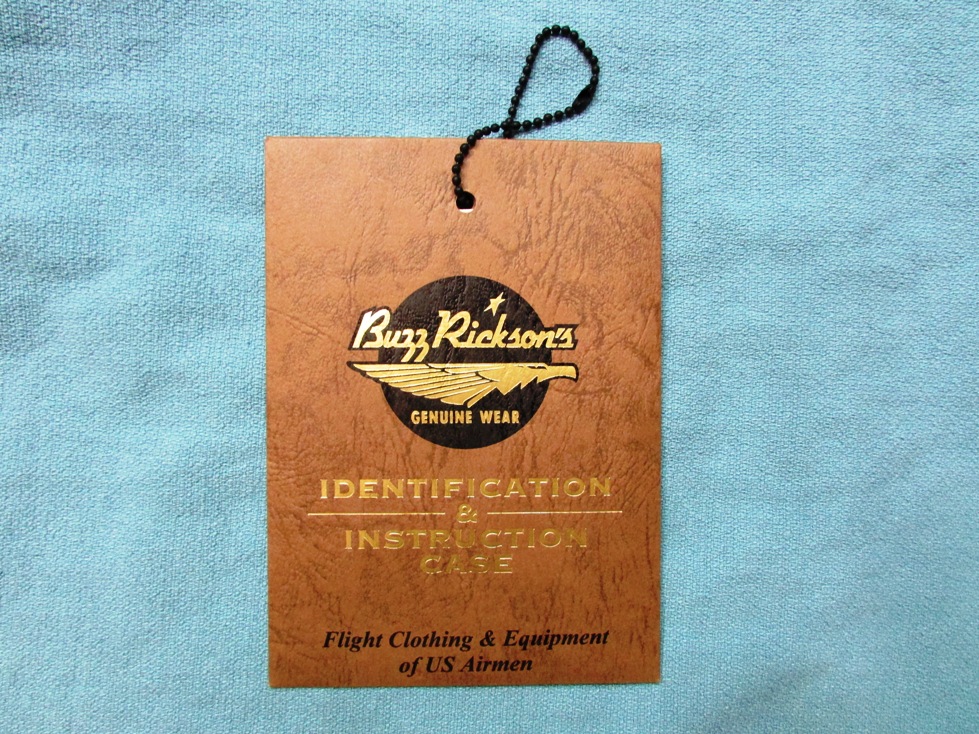 Buzz Rickson's
GENUINE WEAR
IDENTIFICATION
&
INSTRUCTION
CASE
Flight Clothing & Equipment
of US Airmen